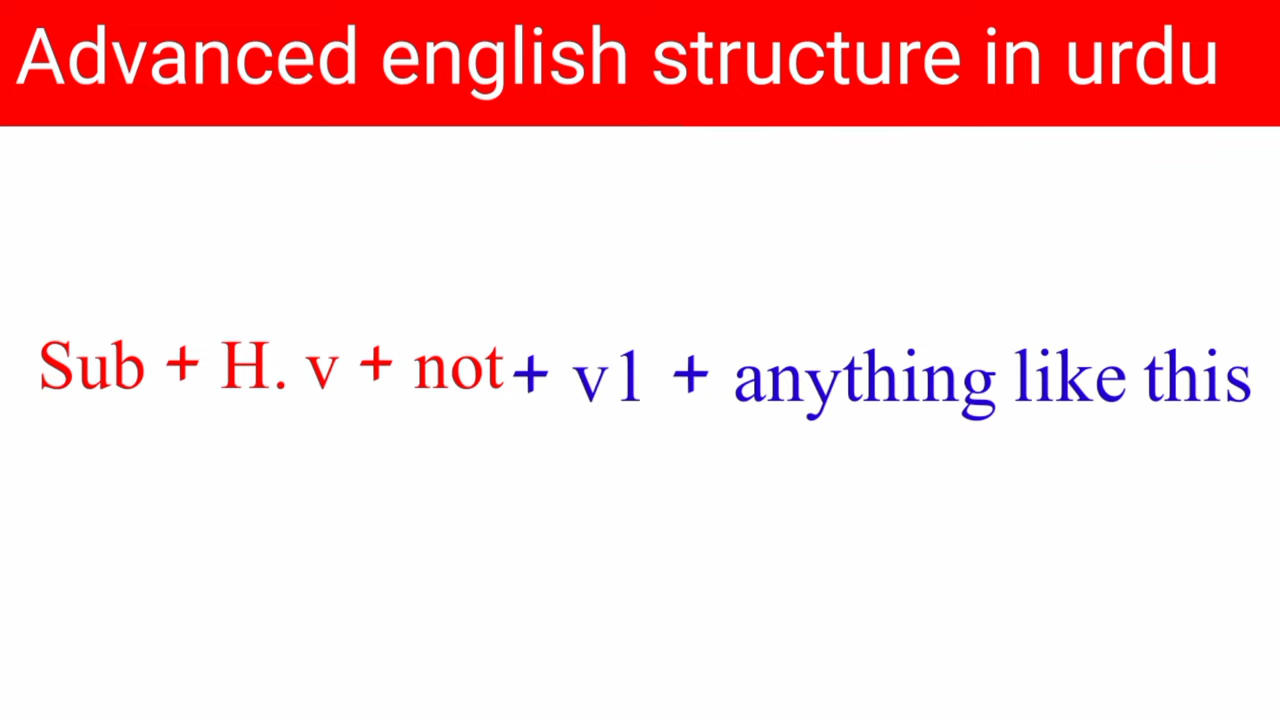 Advanced english structure in urdu
Sub + H. v + not + v1 + anything like this